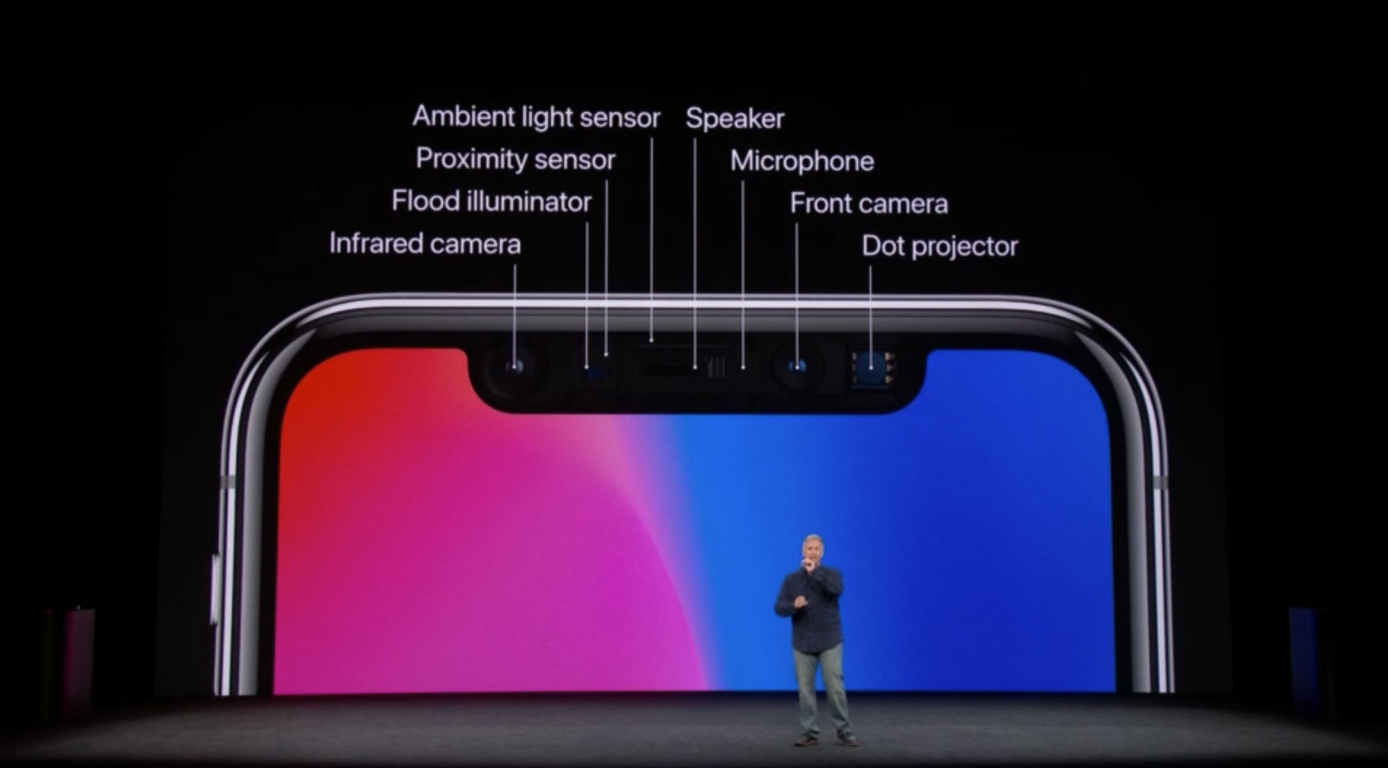 Ambient light sensor
Speaker
Proximity sensor
Microphone
Flood illuminator
Front camera
Infrared camera
Dot projector